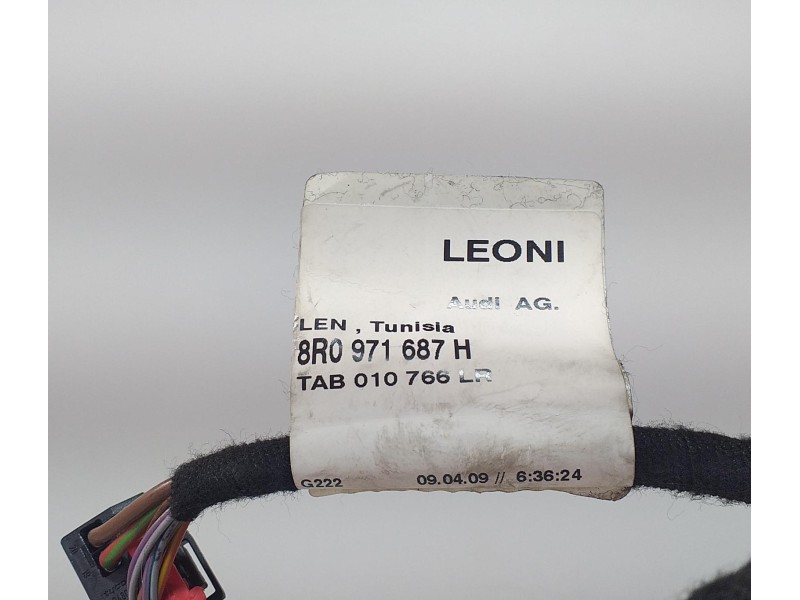 LEONI
Audi AG.
LEN , Tunisia
8R0 971 687 H
TAB 010 766 LR
G222 09.04.09 // 6:36:24